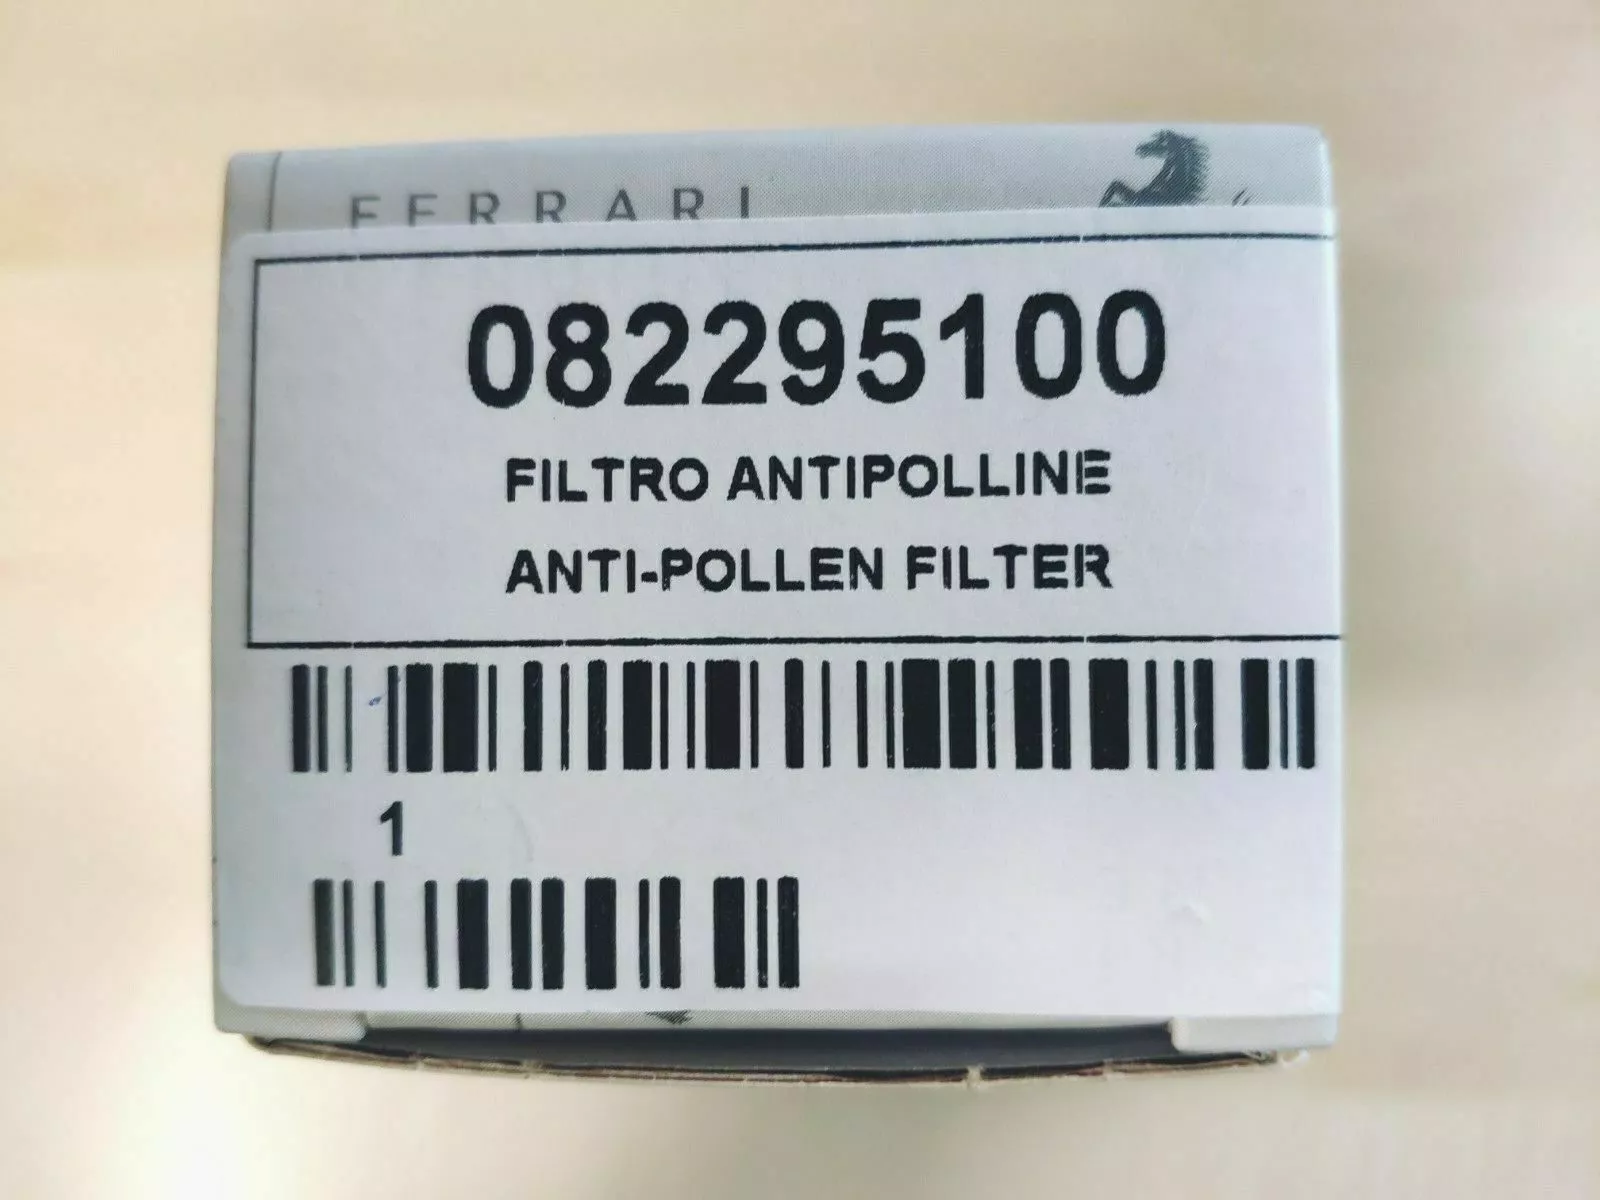 FERRARI
082295100
FILTRO ANTIPOLLINE
ANTI-POLLEN FILTER
1